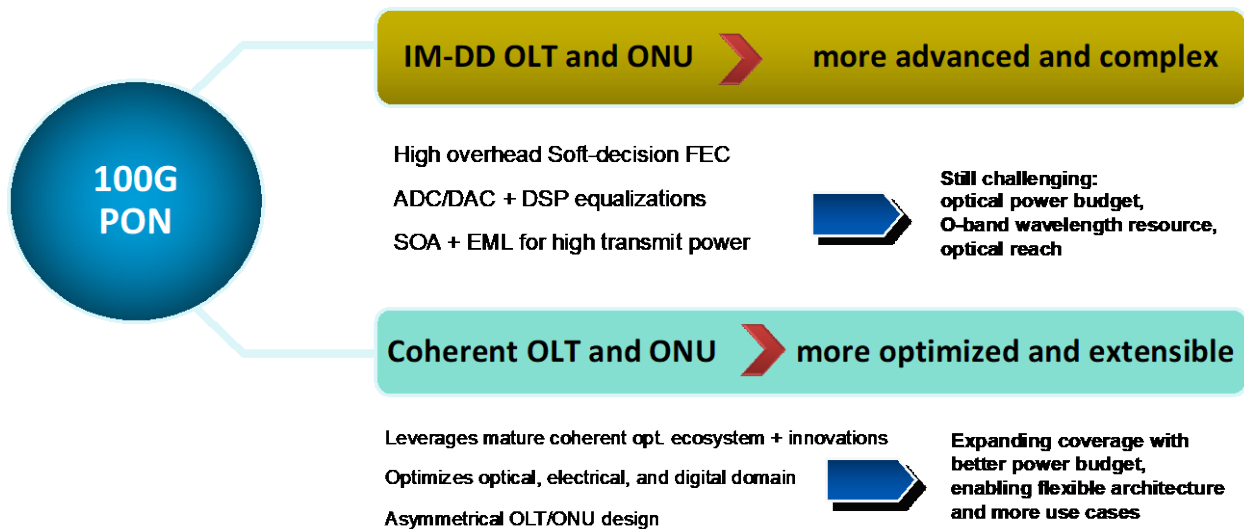 100G
PON
IM-DD OLT and ONU
more advanced and complex
High overhead Soft-decision FEC
ADC/DAC + DSP equalizations
SOA + EML for high transmit power
Still challenging:
optical power budget,
O-band wavelength resource,
optical reach
Coherent OLT and ONU
more optimized and extensible
Leverages mature coherent opt. ecosystem + innovations
Optimizes optical, electrical, and digital domain
Asymmetrical OLT/ONU design
Expanding coverage with
better power budget,
enabling flexible architecture
and more use cases